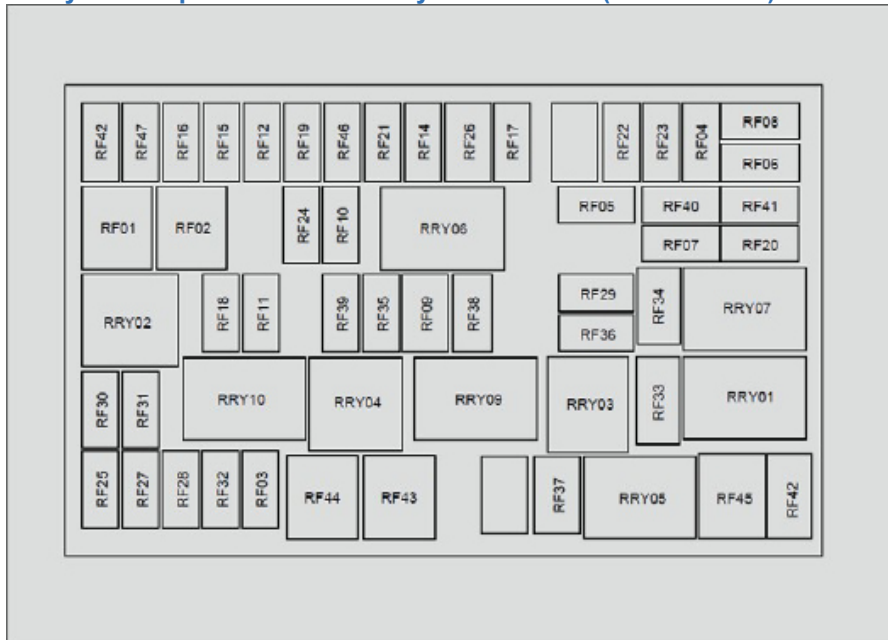 RF42 RF47 RF16 RF15 RF12 RF19 RF46 RF21 RF14 RF26 RF17 RF22 RF23 RF04 RF08
RF06
RF01 RF02 RF24 RF10 RRY06 RF05 RF40 RF41
RF07 RF20
RRY02 RF18 RF11 RF39 RF35 RF09 RF38 RF29 RF34 RRY07
RF36
RF30 RF31 RRY10 RRY04 RRY09 RRY03 RF33 RRY01
RF25 RF27 RF28 RF32 RF03 RF44 RF43 RF37 RRY05 RF45 RF42